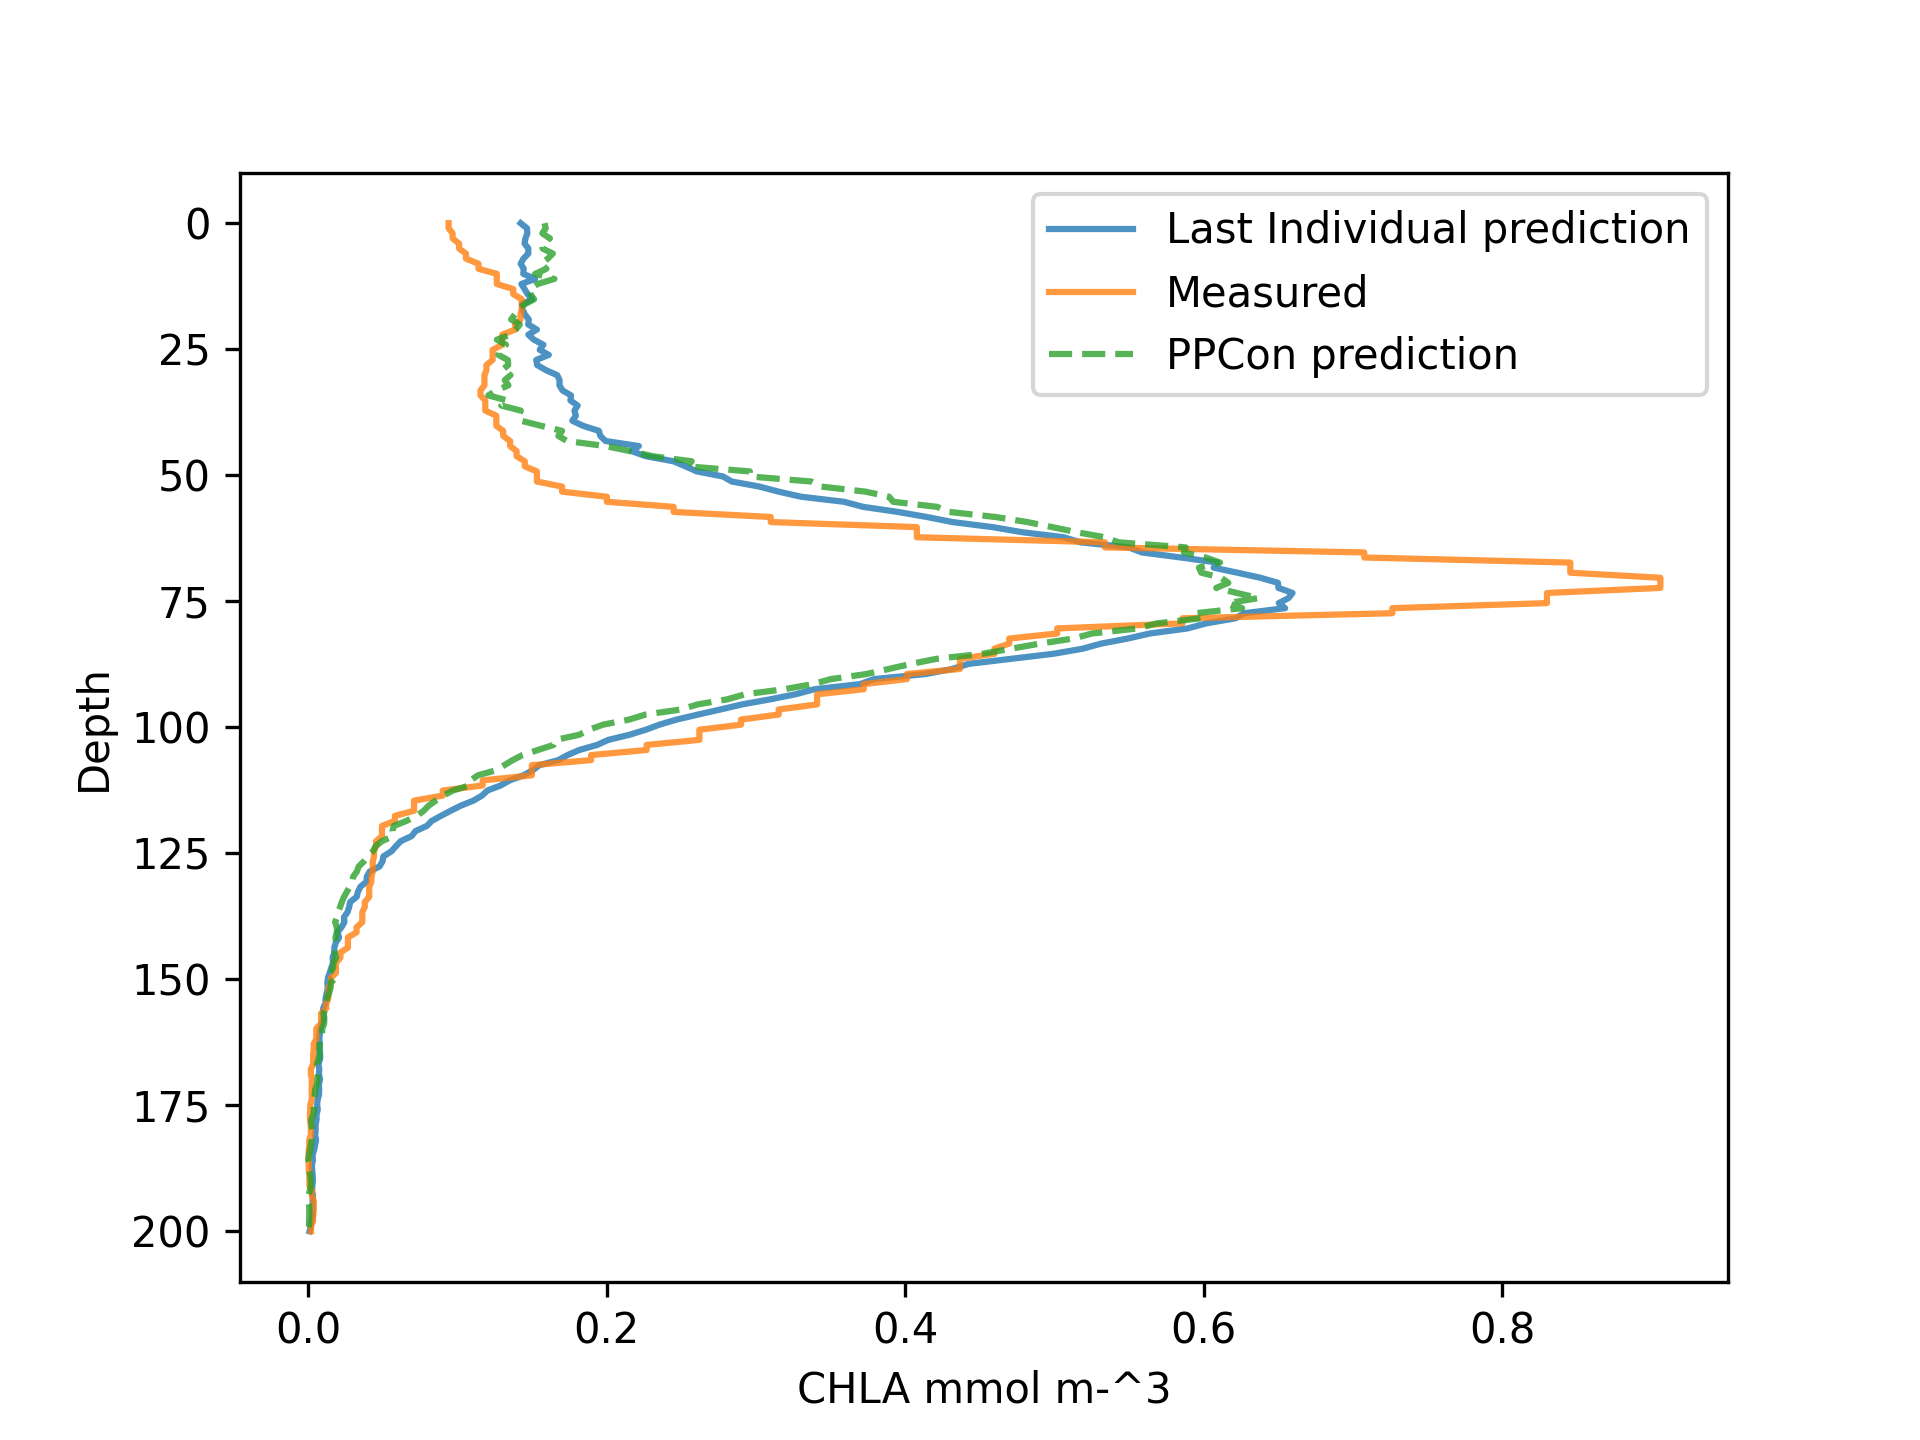 Last Individual prediction
Measured
PPCon prediction
0
25
50
75
100
125
150
175
200
Depth
0.0 0.2 0.4 0.6 0.8
CHLA mmol m-^3